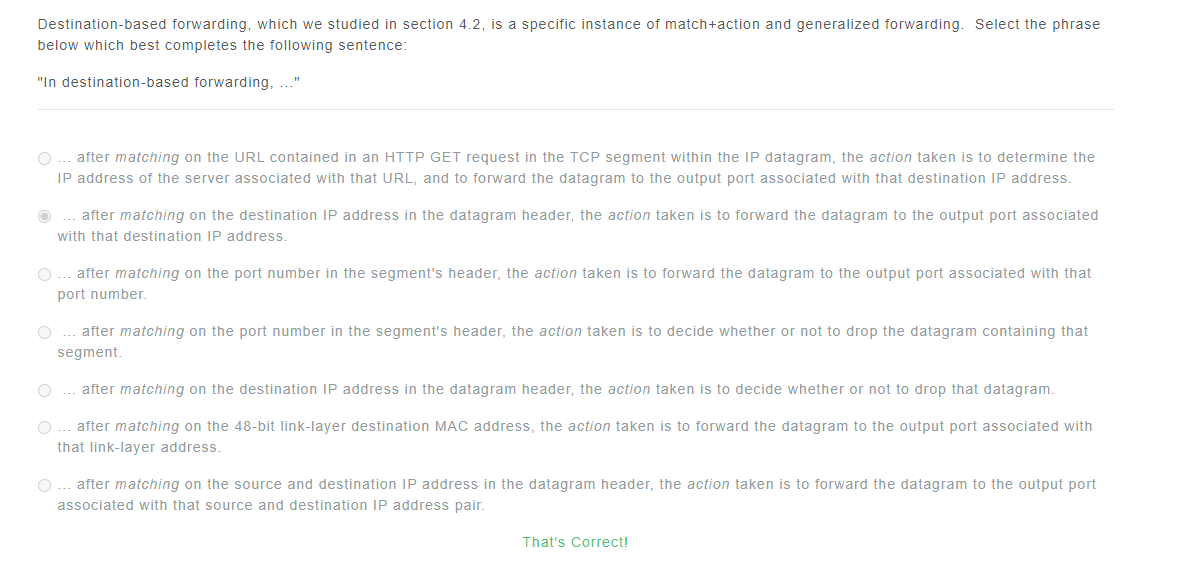 Destination-based forwarding, which we studied in section 4.2, is a specific instance of match+action and generalized forwarding.  Select the phrase
below which best completes the following sentence:
"In destination-based forwarding, ..."
... after matching on the URL contained in an HTTP GET request in the TCP segment within the IP datagram, the action taken is to determine the
IP address of the server associated with that URL, and to forward the datagram to the output port associated with that destination IP address.
... after matching on the destination IP address in the datagram header, the action taken is to forward the datagram to the output port associated
with that destination IP address.
... after matching on the port number in the segment's header, the action taken is to forward the datagram to the output port associated with that
port number.
... after matching on the port number in the segment's header, the action taken is to decide whether or not to drop the datagram containing that
segment.
... after matching on the destination IP address in the datagram header, the action taken is to decide whether or not to drop that datagram.
... after matching on the 48-bit link-layer destination MAC address, the action taken is to forward the datagram to the output port associated with
that link-layer address.
... after matching on the source and destination IP address in the datagram header, the action taken is to forward the datagram to the output port
associated with that source and destination IP address pair.
That's Correct!